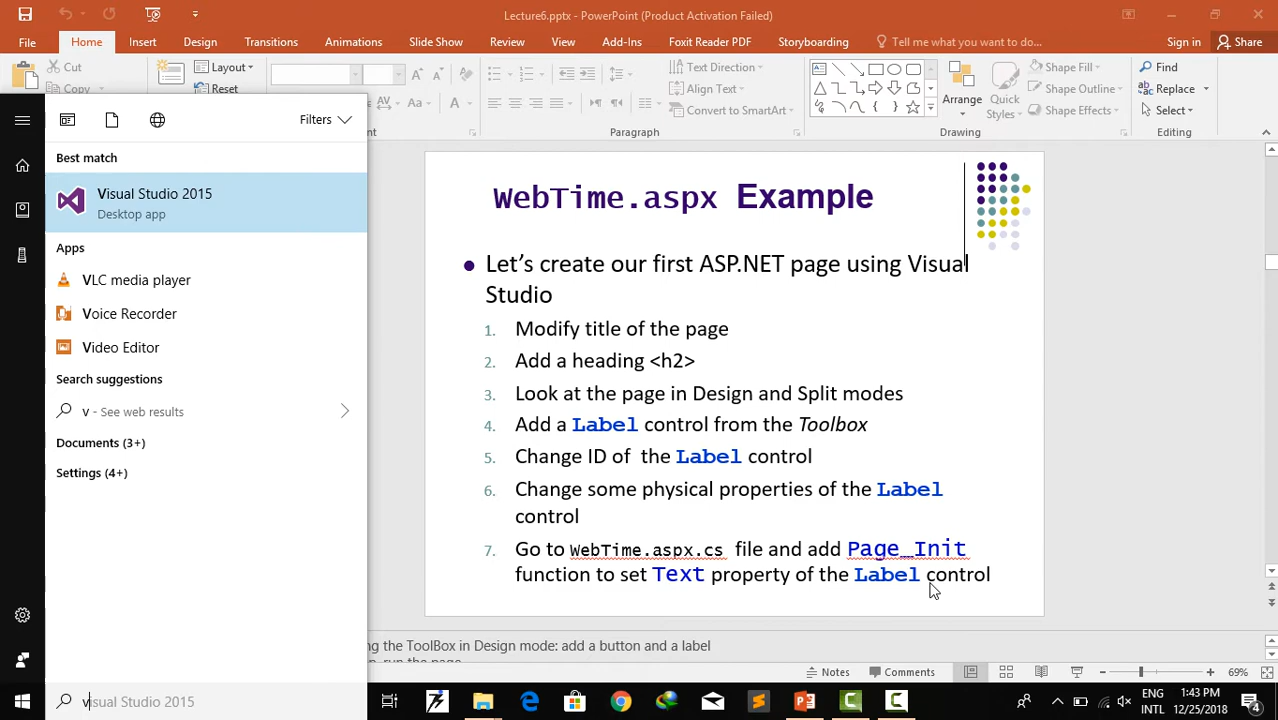 Lecture6.pptx - PowerPoint (Product Activation Failed)
File Home Insert Design Transitions Animations Slide Show Review View Add-Ins Foxit Reader PDF Storyboarding Tell me what you want to do... Sign in Share
Cut
Copy
Layout
Reset
Text Direction
Align Text
Convert to SmartArt
Arrange
Quick
Styles
Shape Fill
Shape Outline
Shape Effects
Find
Replace
Select
Paragraph
Drawing
Editing
Filters
Best match
Visual Studio 2015
Desktop app
Apps
VLC media player
Voice Recorder
Video Editor
Search suggestions
v - See web results
Documents (3+)
Settings (4+)
visual Studio 2015
WebTime.aspx Example
Let's create our first ASP.NET page using Visual
Studio
1. Modify title of the page
2. Add a heading <h2>
3. Look at the page in Design and Split modes
4. Add a Label control from the Toolbox
5. Change ID of the Label control
6. Change some physical properties of the Label
control
7. Go to WebTime.aspx.cs file and add Page_Init
function to set Text property of the Label control
ng the ToolBox in Design mode: add a button and a label
Notes Comments 69%
ENG
INTL
1:43 PM
12/25/2018
4